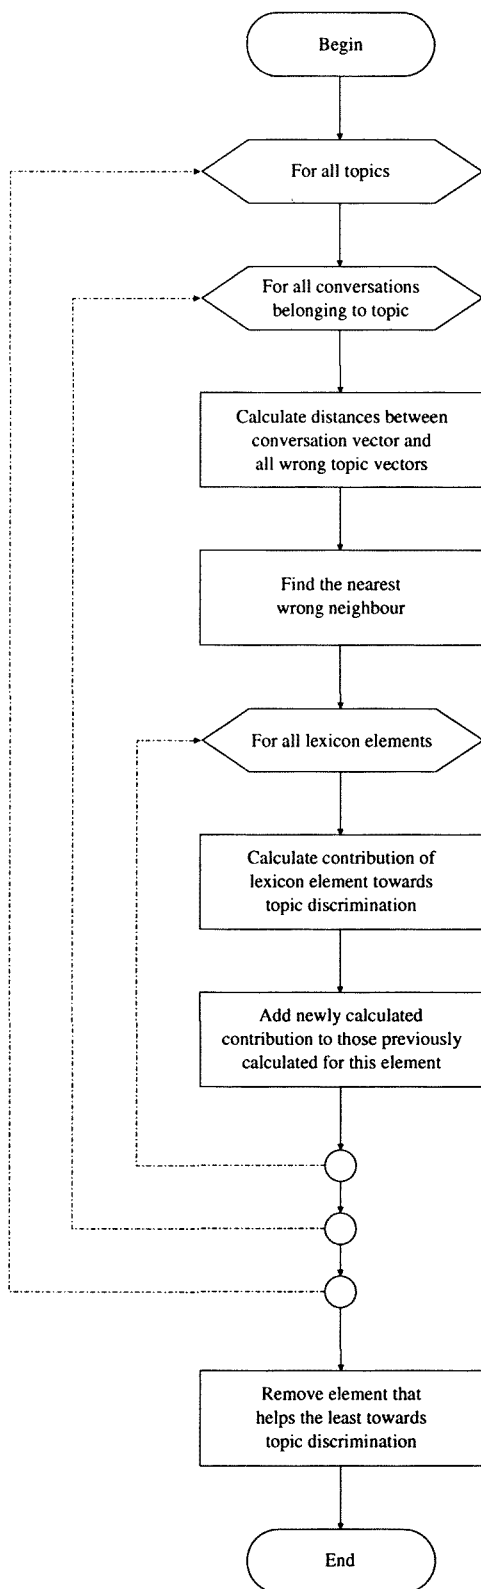 Begin
For all topics
For all conversations
belonging to topic
Calculate distances between
conversation vector and
all wrong topic vectors
Find the nearest
wrong neighbour
For all lexicon elements
Calculate contribution of
lexicon element towards
topic discrimination
Add newly calculated
contribution to those previously
calculated for this element
Remove element that
helps the least towards
topic discrimination
End